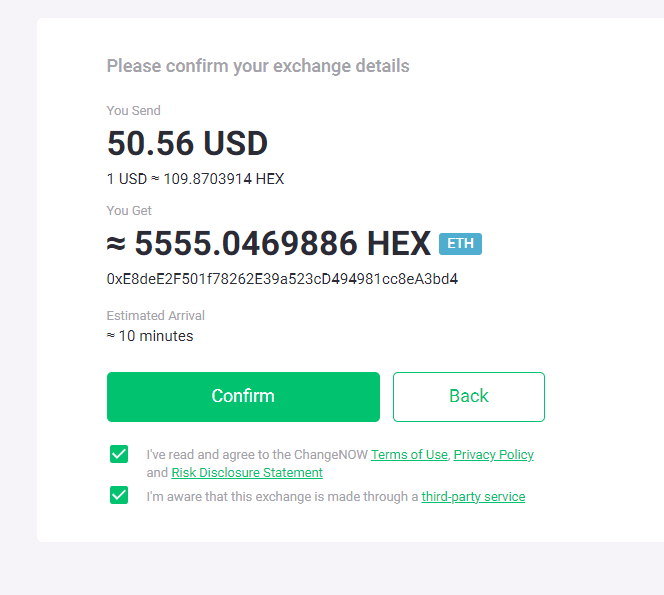 Please confirm your exchange details
You Send
50.56 USD
1 USD ≈ 109.8703914 HEX
You Get
≈ 5555.0469886 HEX ETH
0xE8deE2F501f78262E39a523cD494981cc8eA3bd4
Estimated Arrival
≈ 10 minutes
Confirm Back
I've read and agree to the ChangeNOW Terms of Use, Privacy Policy
and Risk Disclosure Statement
I'm aware that this exchange is made through a third-party service